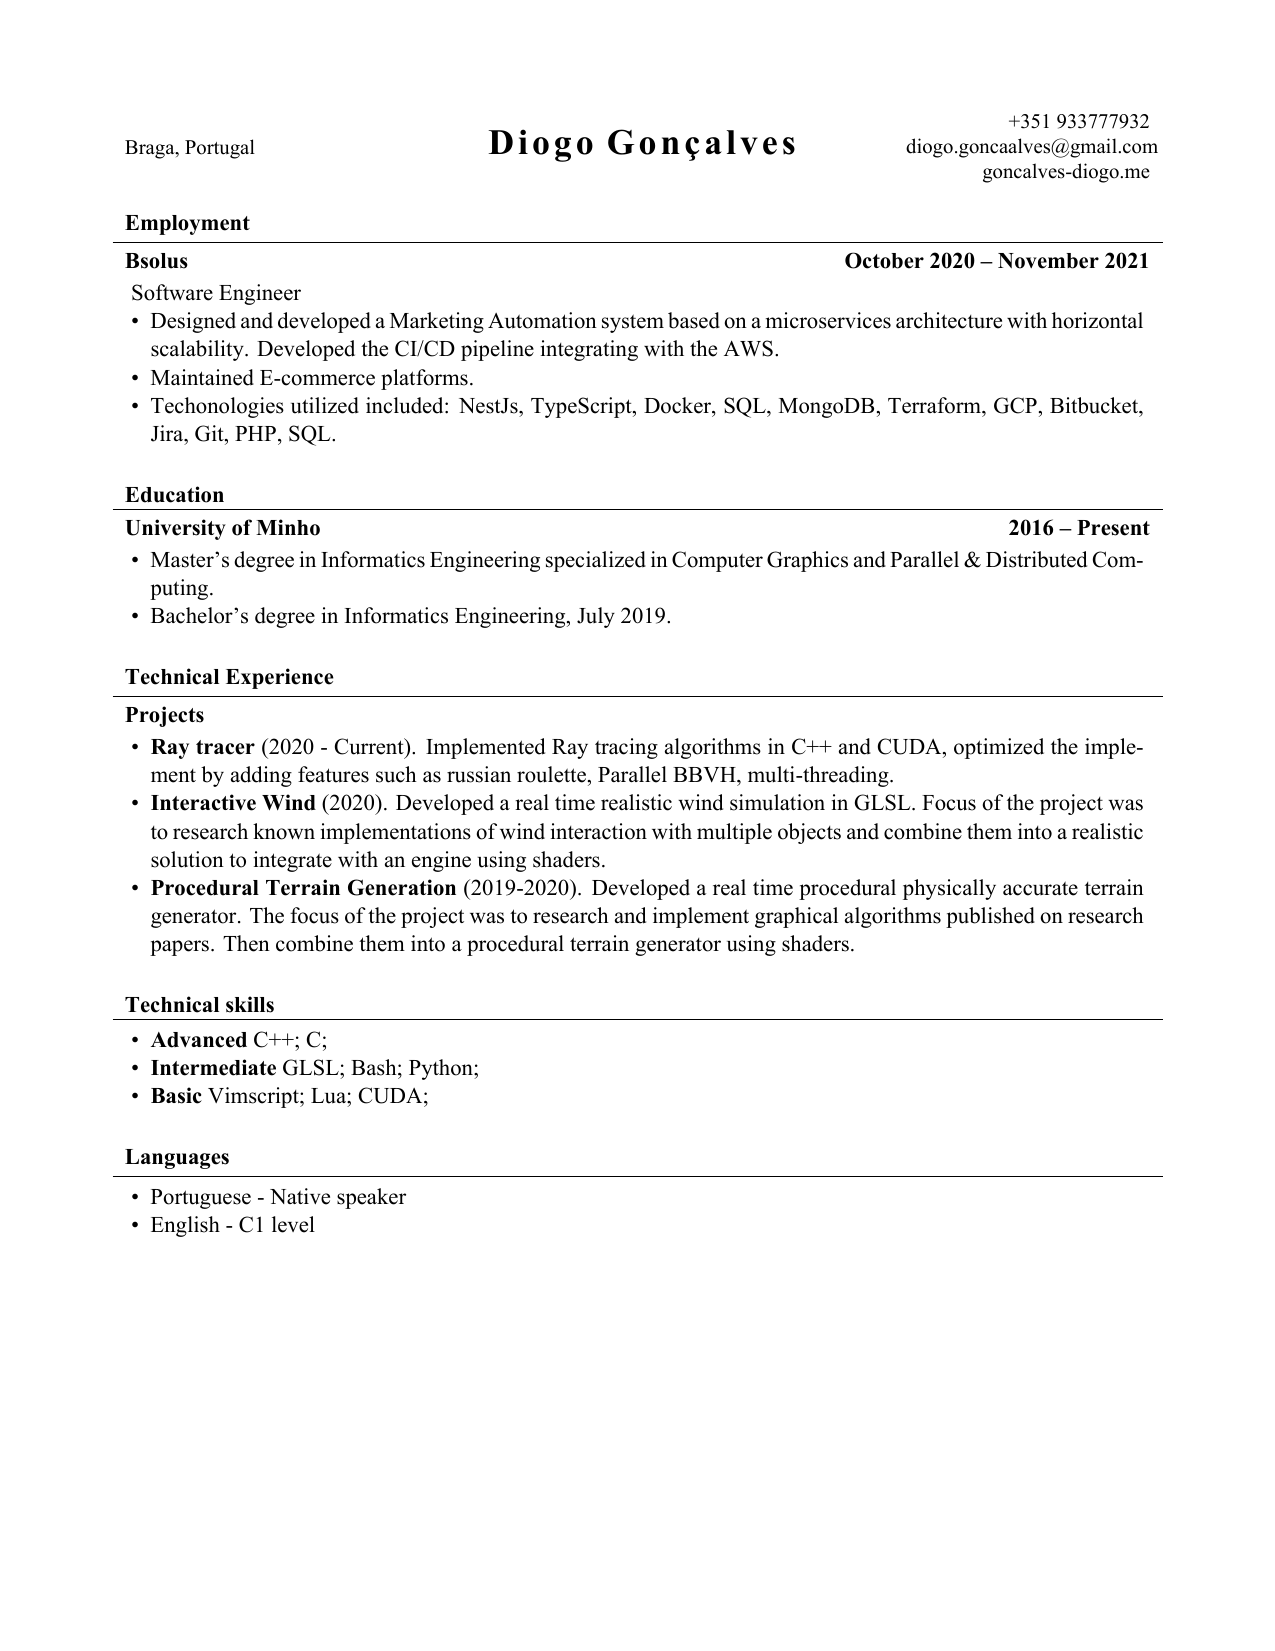 +351 933777932
Braga, Portugal Diogo Gonçalves diogo.goncaalves@gmail.com
goncalves-diogo.me
Employment
Bsolus October 2020 – November 2021
Software Engineer
• Designed and developed a Marketing Automation system based on a microservices architecture with horizontal
scalability. Developed the CI/CD pipeline integrating with the AWS.
• Maintained E-commerce platforms.
• Techonologies utilized included: NestJs, TypeScript, Docker, SQL, MongoDB, Terraform, GCP, Bitbucket,
Jira, Git, PHP, SQL.
Education
University of Minho 2016 – Present
• Master’s degree in Informatics Engineering specialized in Computer Graphics and Parallel & Distributed Com-
puting.
• Bachelor’s degree in Informatics Engineering, July 2019.
Technical Experience
Projects
• Ray tracer (2020 - Current). Implemented Ray tracing algorithms in C++ and CUDA, optimized the imple-
ment by adding features such as russian roulette, Parallel BBVH, multi-threading.
• Interactive Wind (2020). Developed a real time realistic wind simulation in GLSL. Focus of the project was
to research known implementations of wind interaction with multiple objects and combine them into a realistic
solution to integrate with an engine using shaders.
• Procedural Terrain Generation (2019-2020). Developed a real time procedural physically accurate terrain
generator. The focus of the project was to research and implement graphical algorithms published on research
papers. Then combine them into a procedural terrain generator using shaders.
Technical skills
• Advanced C++; C;
• Intermediate GLSL; Bash; Python;
• Basic Vimscript; Lua; CUDA;
Languages
• Portuguese - Native speaker
• English - C1 level